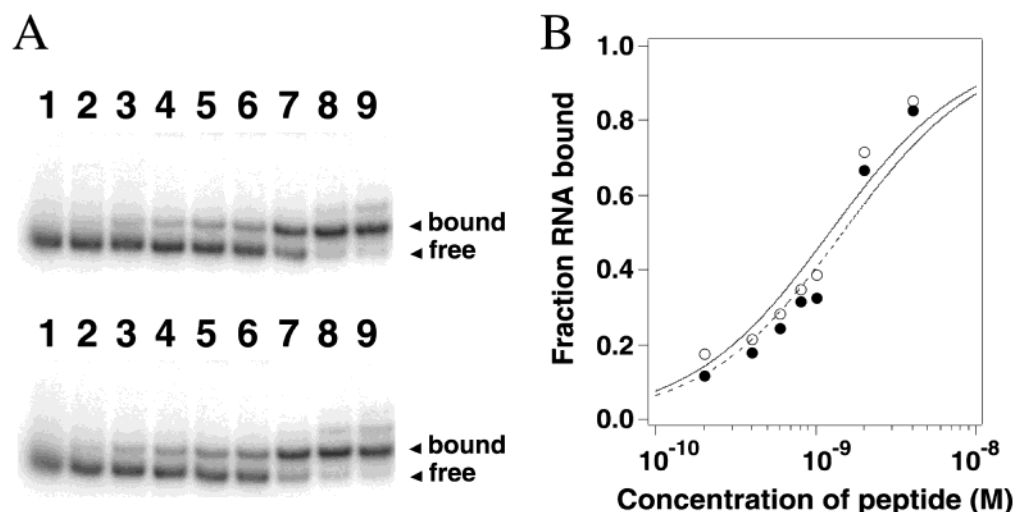 A
1 2 3 4 5 6 7 8 9
bound
free
1 2 3 4 5 6 7 8 9
bound
free
B
Fraction RNA bound
1.0
0.8
0.6
0.4
0.2
0.0
10-10 10-9 10-8
Concentration of peptide (M)